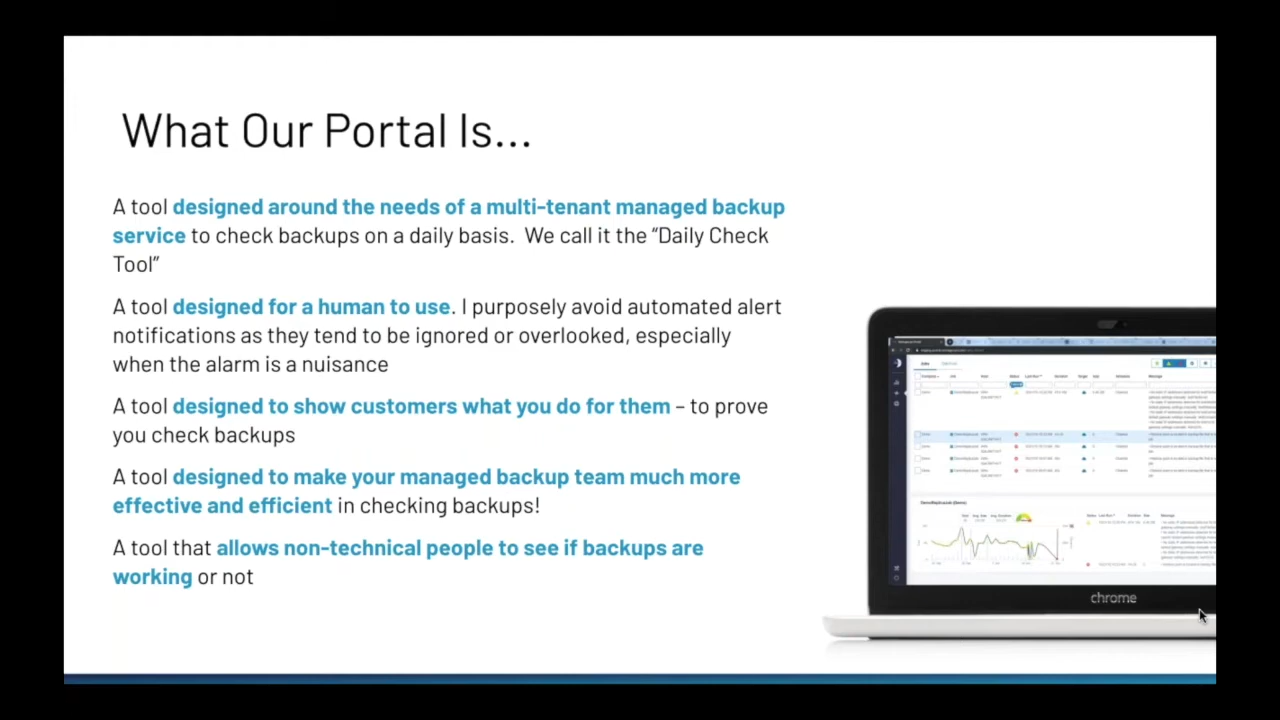 What Our Portal Is...
A tool designed around the needs of a multi-tenant managed backup
service to check backups on a daily basis.  We call it the “Daily Check
Tool”
A tool designed for a human to use. I purposely avoid automated alert
notifications as they tend to be ignored or overlooked, especially
when the alarm is a nuisance
A tool designed to show customers what you do for them – to prove
you check backups
A tool designed to make your managed backup team much more
effective and efficient in checking backups!
A tool that allows non-technical people to see if backups are
working or not
chrome